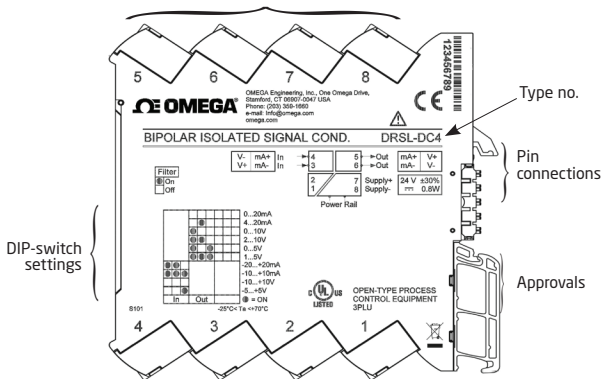 5 6 7 8
123456789
OMEGA Engineering, Inc., One Omega Drive,
Stamford, CT 06907-0047 USA
Phone: (203) 359-1660
e-mail: Info@omega.com
omega.com
Ω OMEGA®
CE
Type no.
BIPOLAR ISOLATED SIGNAL COND. DRSL-DC4
V- mA+ In 4 5 Out mA+ V+
V+ mA- In 3 6 Out mA- V-
2 7 Supply+ 24 V ±30%
1 8 Supply- 0.8W
Power Rail
Pin
connections
Filter
On
Off
DIP-switch
settings
0...20mA
4...20mA
0...10V
2...10V
0...5V
1...5V
-20...+20mA
-10...+10mA
-10...+10V
-5...+5V
In Out = ON
S101 -25°C< Ta <+70°C
C UL US
LISTED
OPEN-TYPE PROCESS
CONTROL EQUIPMENT
3PLU
Approvals
4 3 2 1